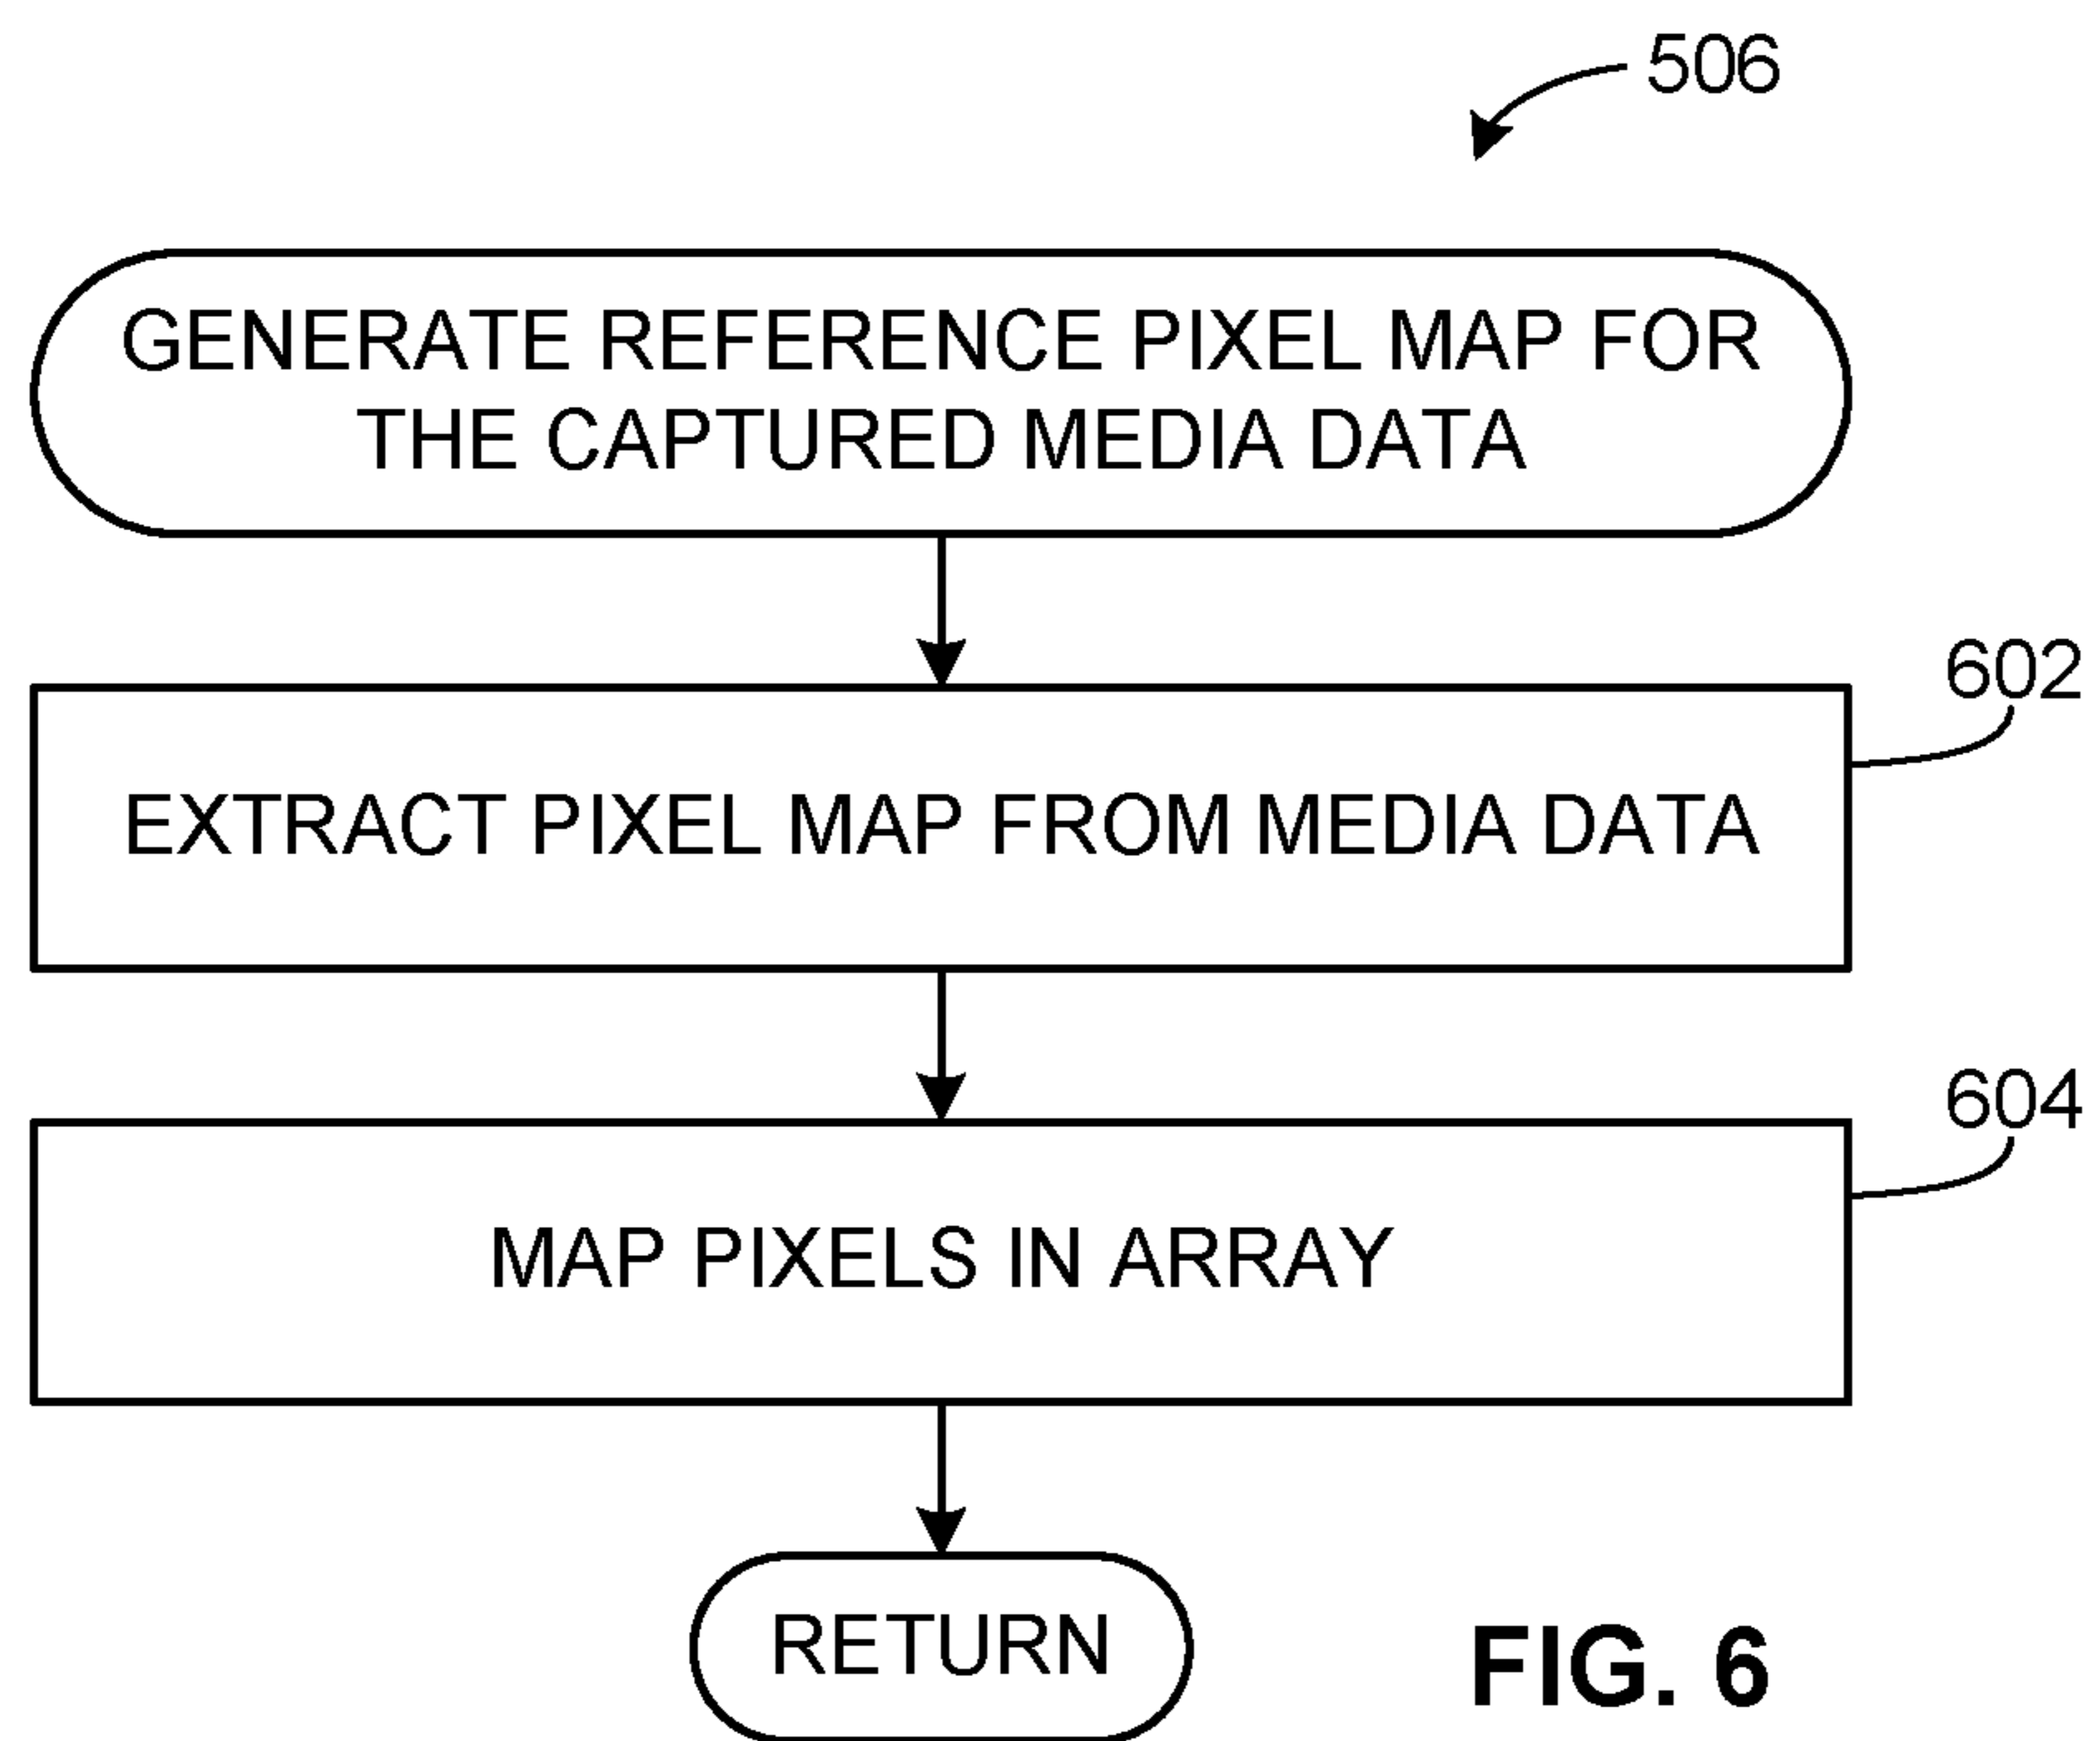 506
GENERATE REFERENCE PIXEL MAP FOR
THE CAPTURED MEDIA DATA
602
EXTRACT PIXEL MAP FROM MEDIA DATA
604
MAP PIXELS IN ARRAY
RETURN
FIG. 6